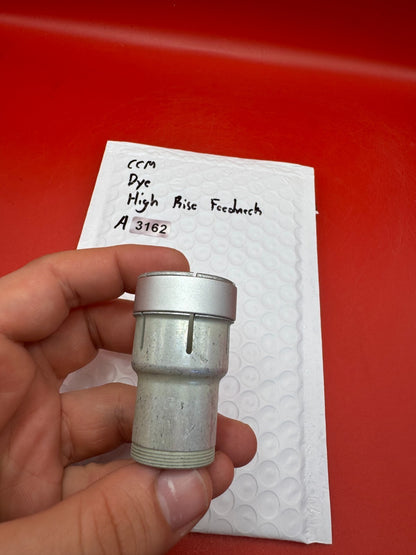 CCM
Dye
High Rise Feedneck
A 3162